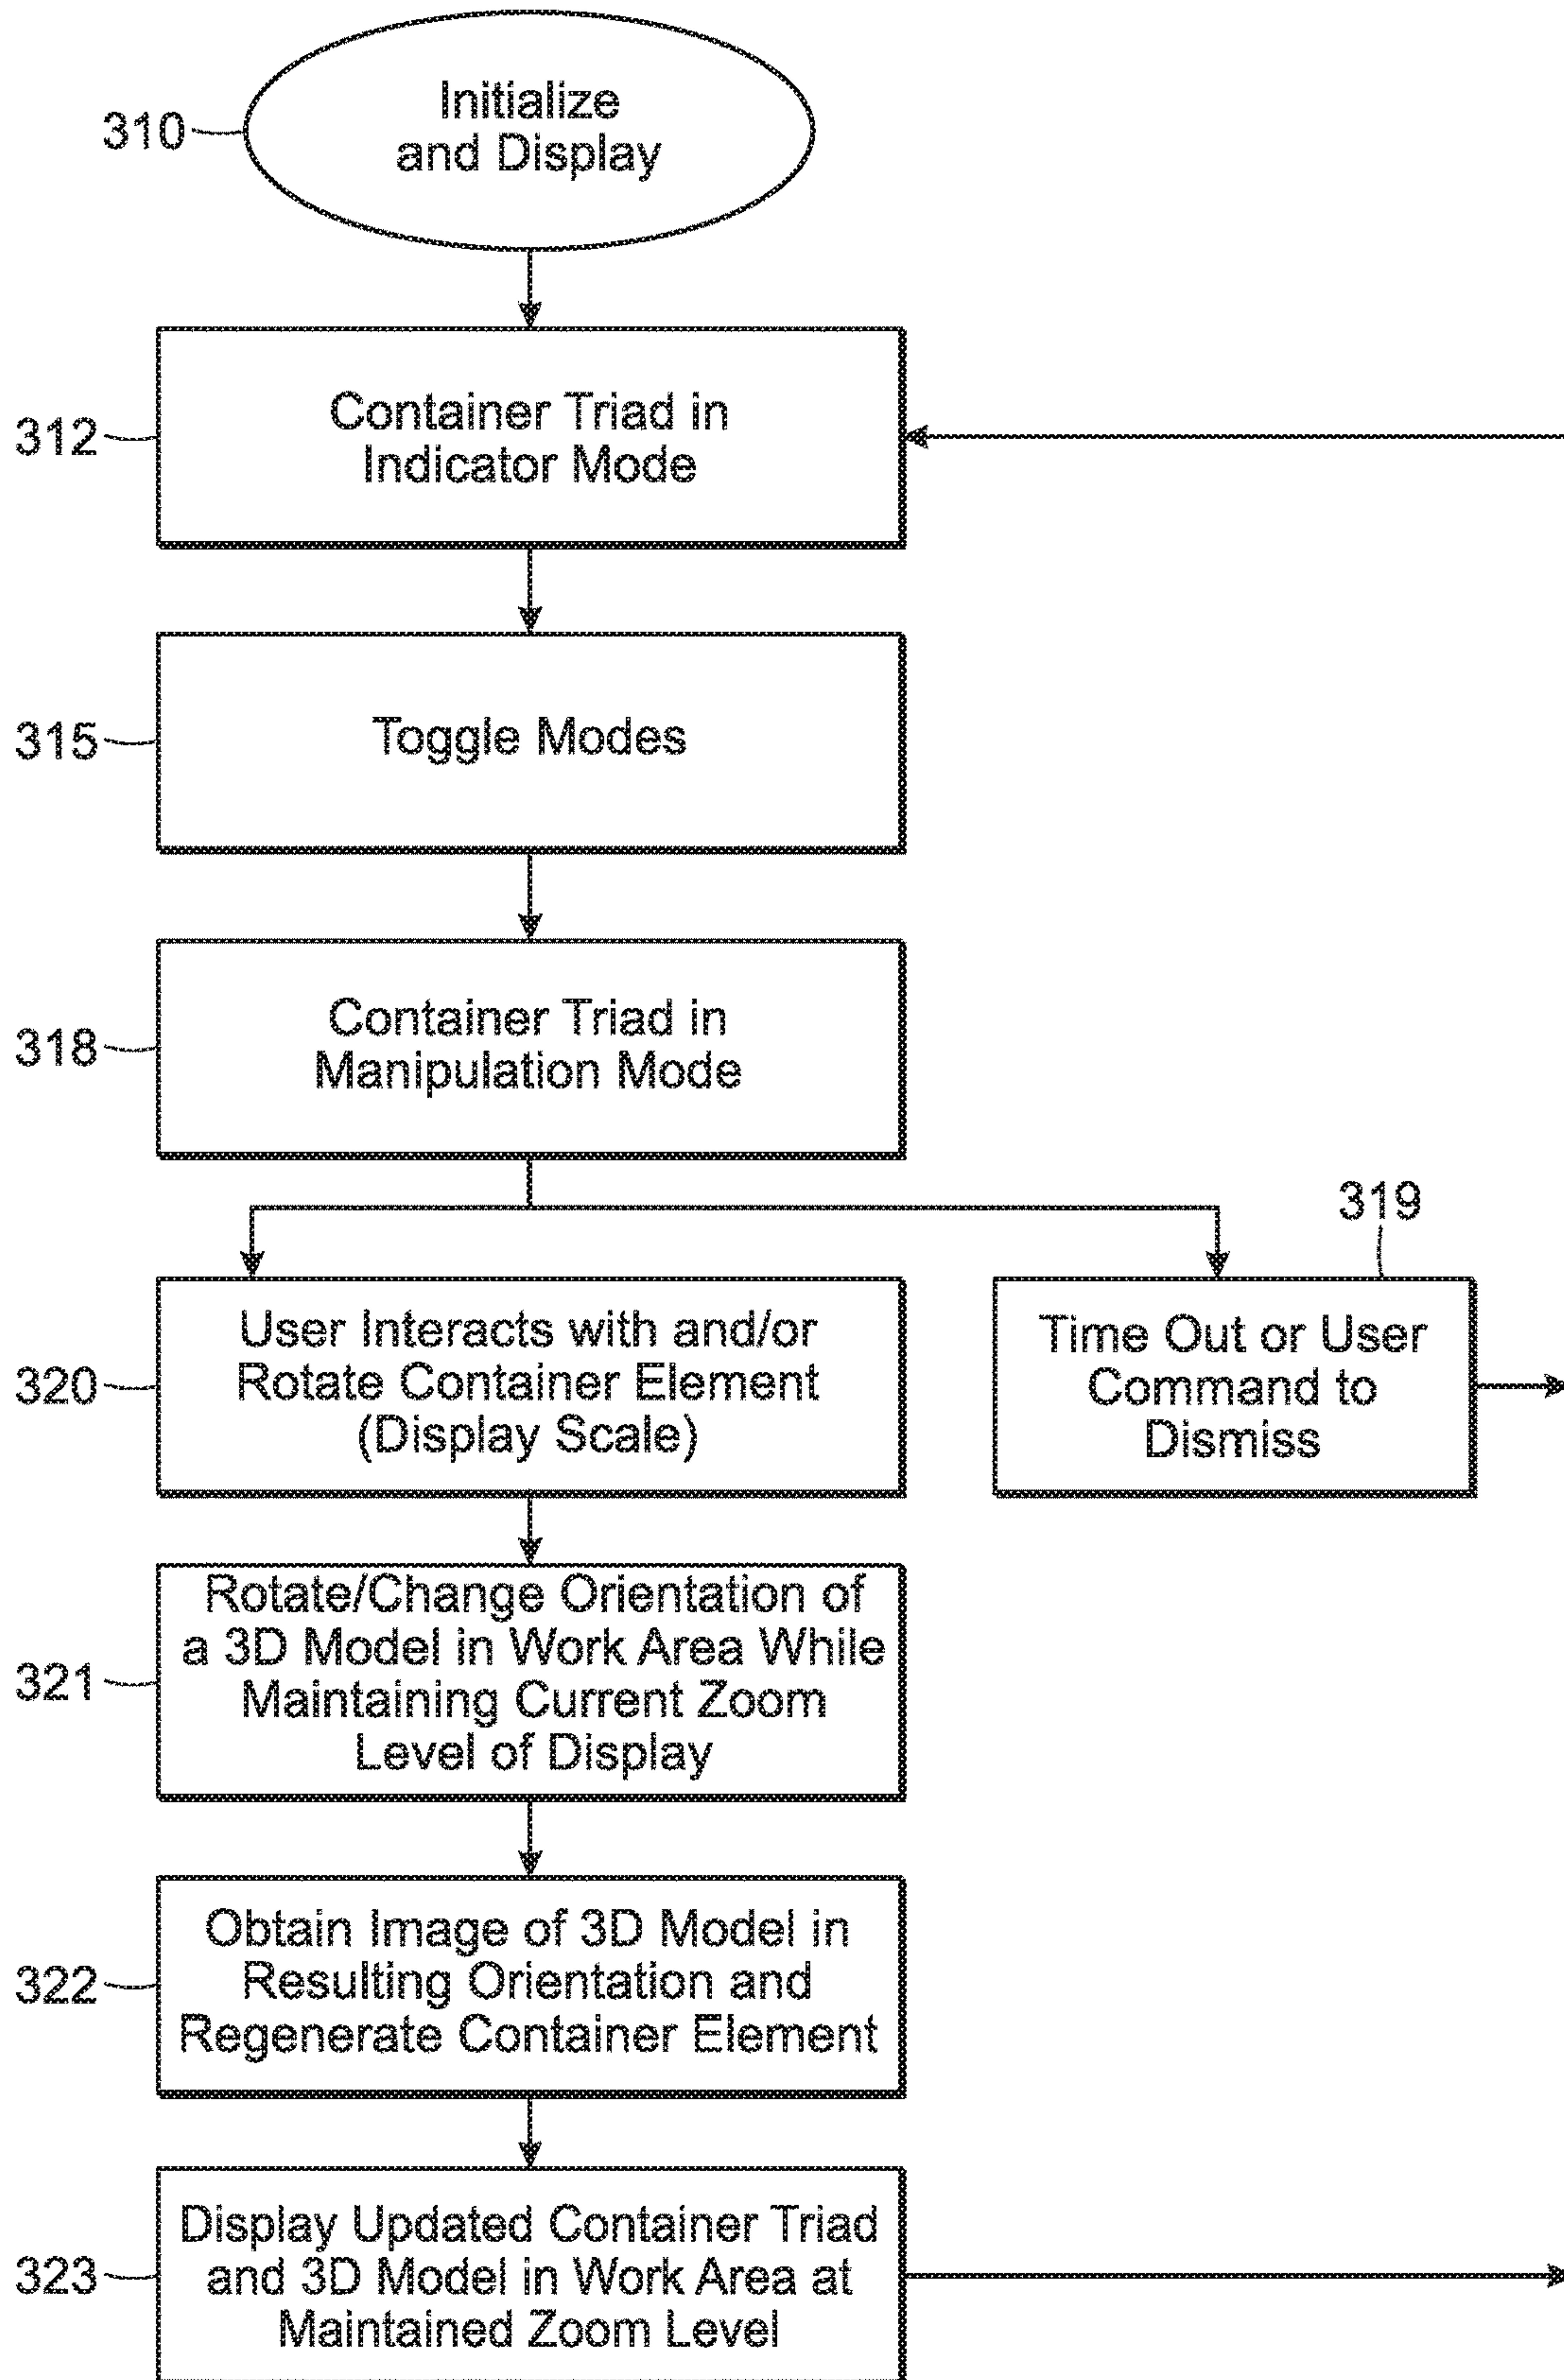 310
Initialize
and Display
312
Container Triad in
Indicator Mode
315
Toggle Modes
318
Container Triad in
Manipulation Mode
319
320
User Interacts with and/or
Rotate Container Element
(Display Scale)
Time Out or User
Command to
Dismiss
321
Rotate/Change Orientation of
a 3D Model in Work Area While
Maintaining Current Zoom
Level of Display
322
Obtain Image of 3D Model in
Resulting Orientation and
Regenerate Container Element
323
Display Updated Container Triad
and 3D Model in Work Area at
Maintained Zoom Level